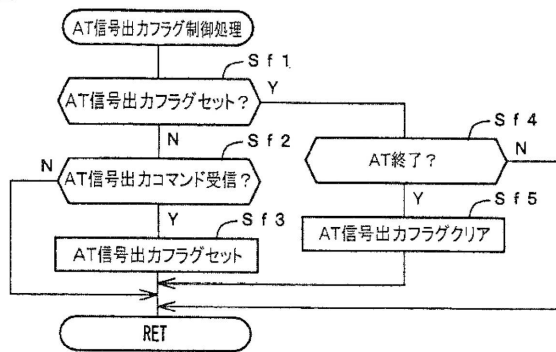 AT信号出力フラグ制御処理
Sf1
AT信号出力フラグセット？
Y
N
Sf2
Sf4
AT信号出力コマンド受信？
N
AT終了？
N
Y
Y
Sf3
Sf5
AT信号出力フラグセット
AT信号出力フラグクリア
RET